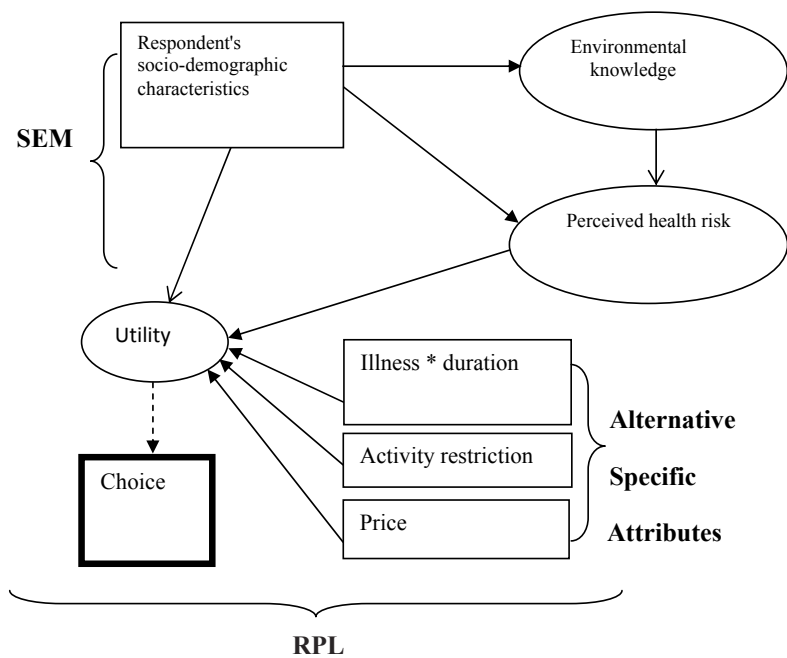 Respondent's
socio-demographic
characteristics
Environmental
knowledge
SEM
Perceived health risk
Utility
Illness * duration
Alternative
Activity restriction
Specific
Choice
Price
Attributes
RPL